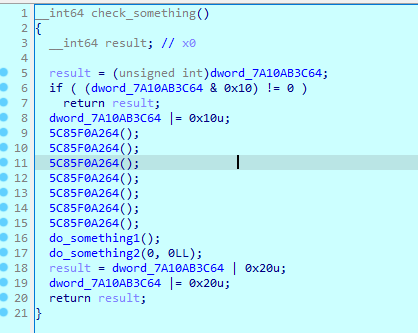 1 __int64 check_something()
2 {
3   __int64 result; // x0
4
5   result = (unsigned int)dword_7A10AB3C64;
6   if ( (dword_7A10AB3C64 & 0x10) != 0 )
7     return result;
8   dword_7A10AB3C64 |= 0x10u;
9   5C85F0A264();
10   5C85F0A264();
11   5C85F0A264();
12   5C85F0A264();
13   5C85F0A264();
14   5C85F0A264();
15   5C85F0A264();
16   do_something1();
17   do_something2(0, 0LL);
18   result = dword_7A10AB3C64 | 0x20u;
19   dword_7A10AB3C64 |= 0x20u;
20   return result;
21 }